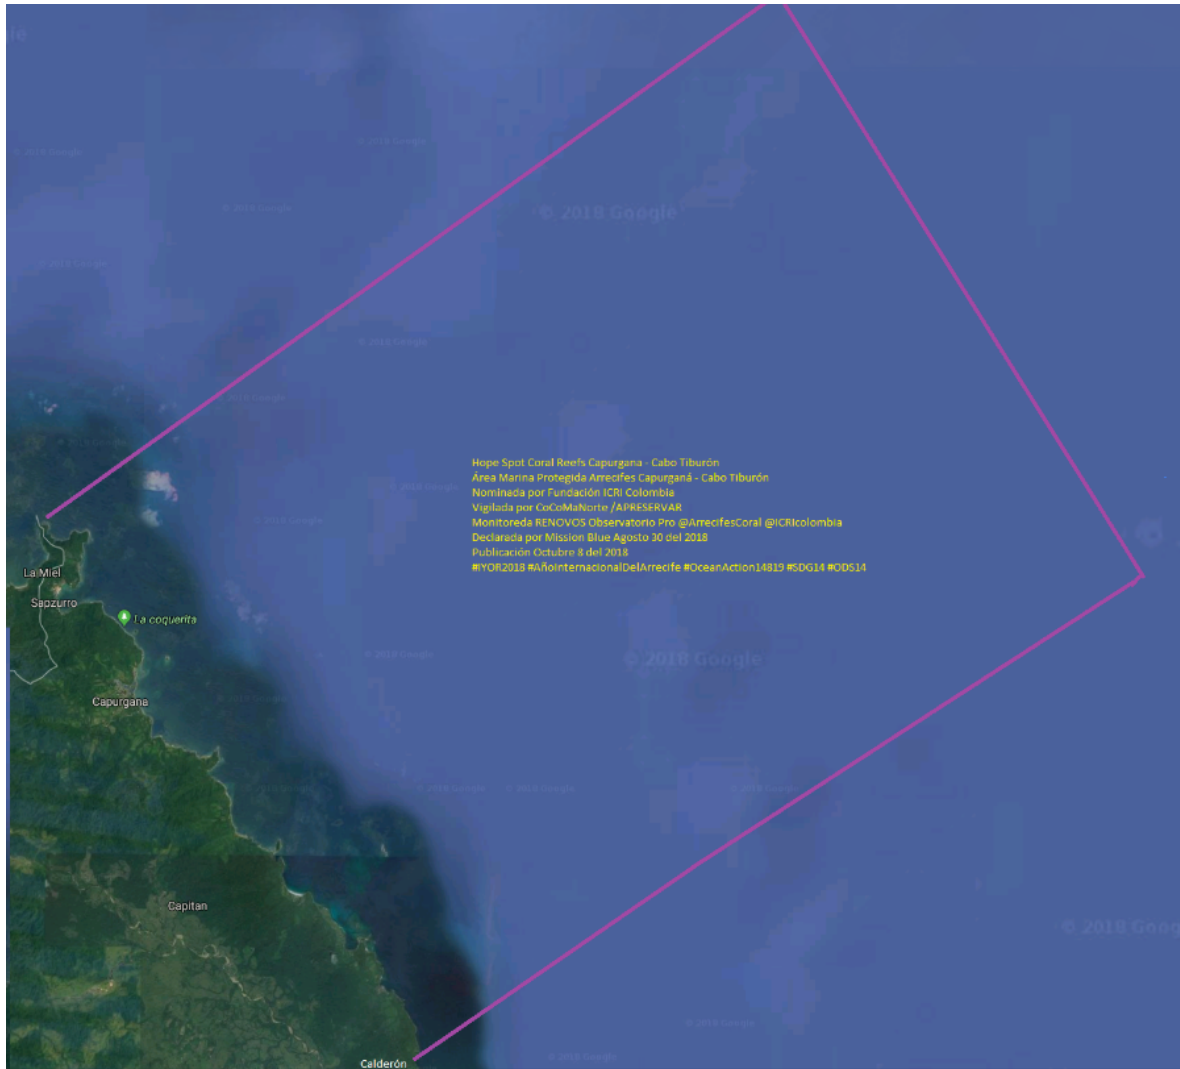 © 2018 Google
La Miel
Sapzurro
La coquerita
Capurgana
Capitan
Calderón
Hope Spot Coral Reefs Capurgana - Cabo Tiburón
Área Marina Protegida Arrecifes Capurganá - Cabo Tiburón
Nominada por Fundación ICRI Colombia
Vigilada por CoCoMaNorte /APRESERVAR
Monitoreda RENOVOS Observatorio Pro @ArrecifesCoral @ICRIcolombia
Declarada por Mission Blue Agosto 30 del 2018
Publicación Octubre 8 del 2018
#IYOR2018 #AñoInternacionalDelArrecife #OceanAction14819 #SDG14 #ODS14
© 2018 Google
© 2018 Goog